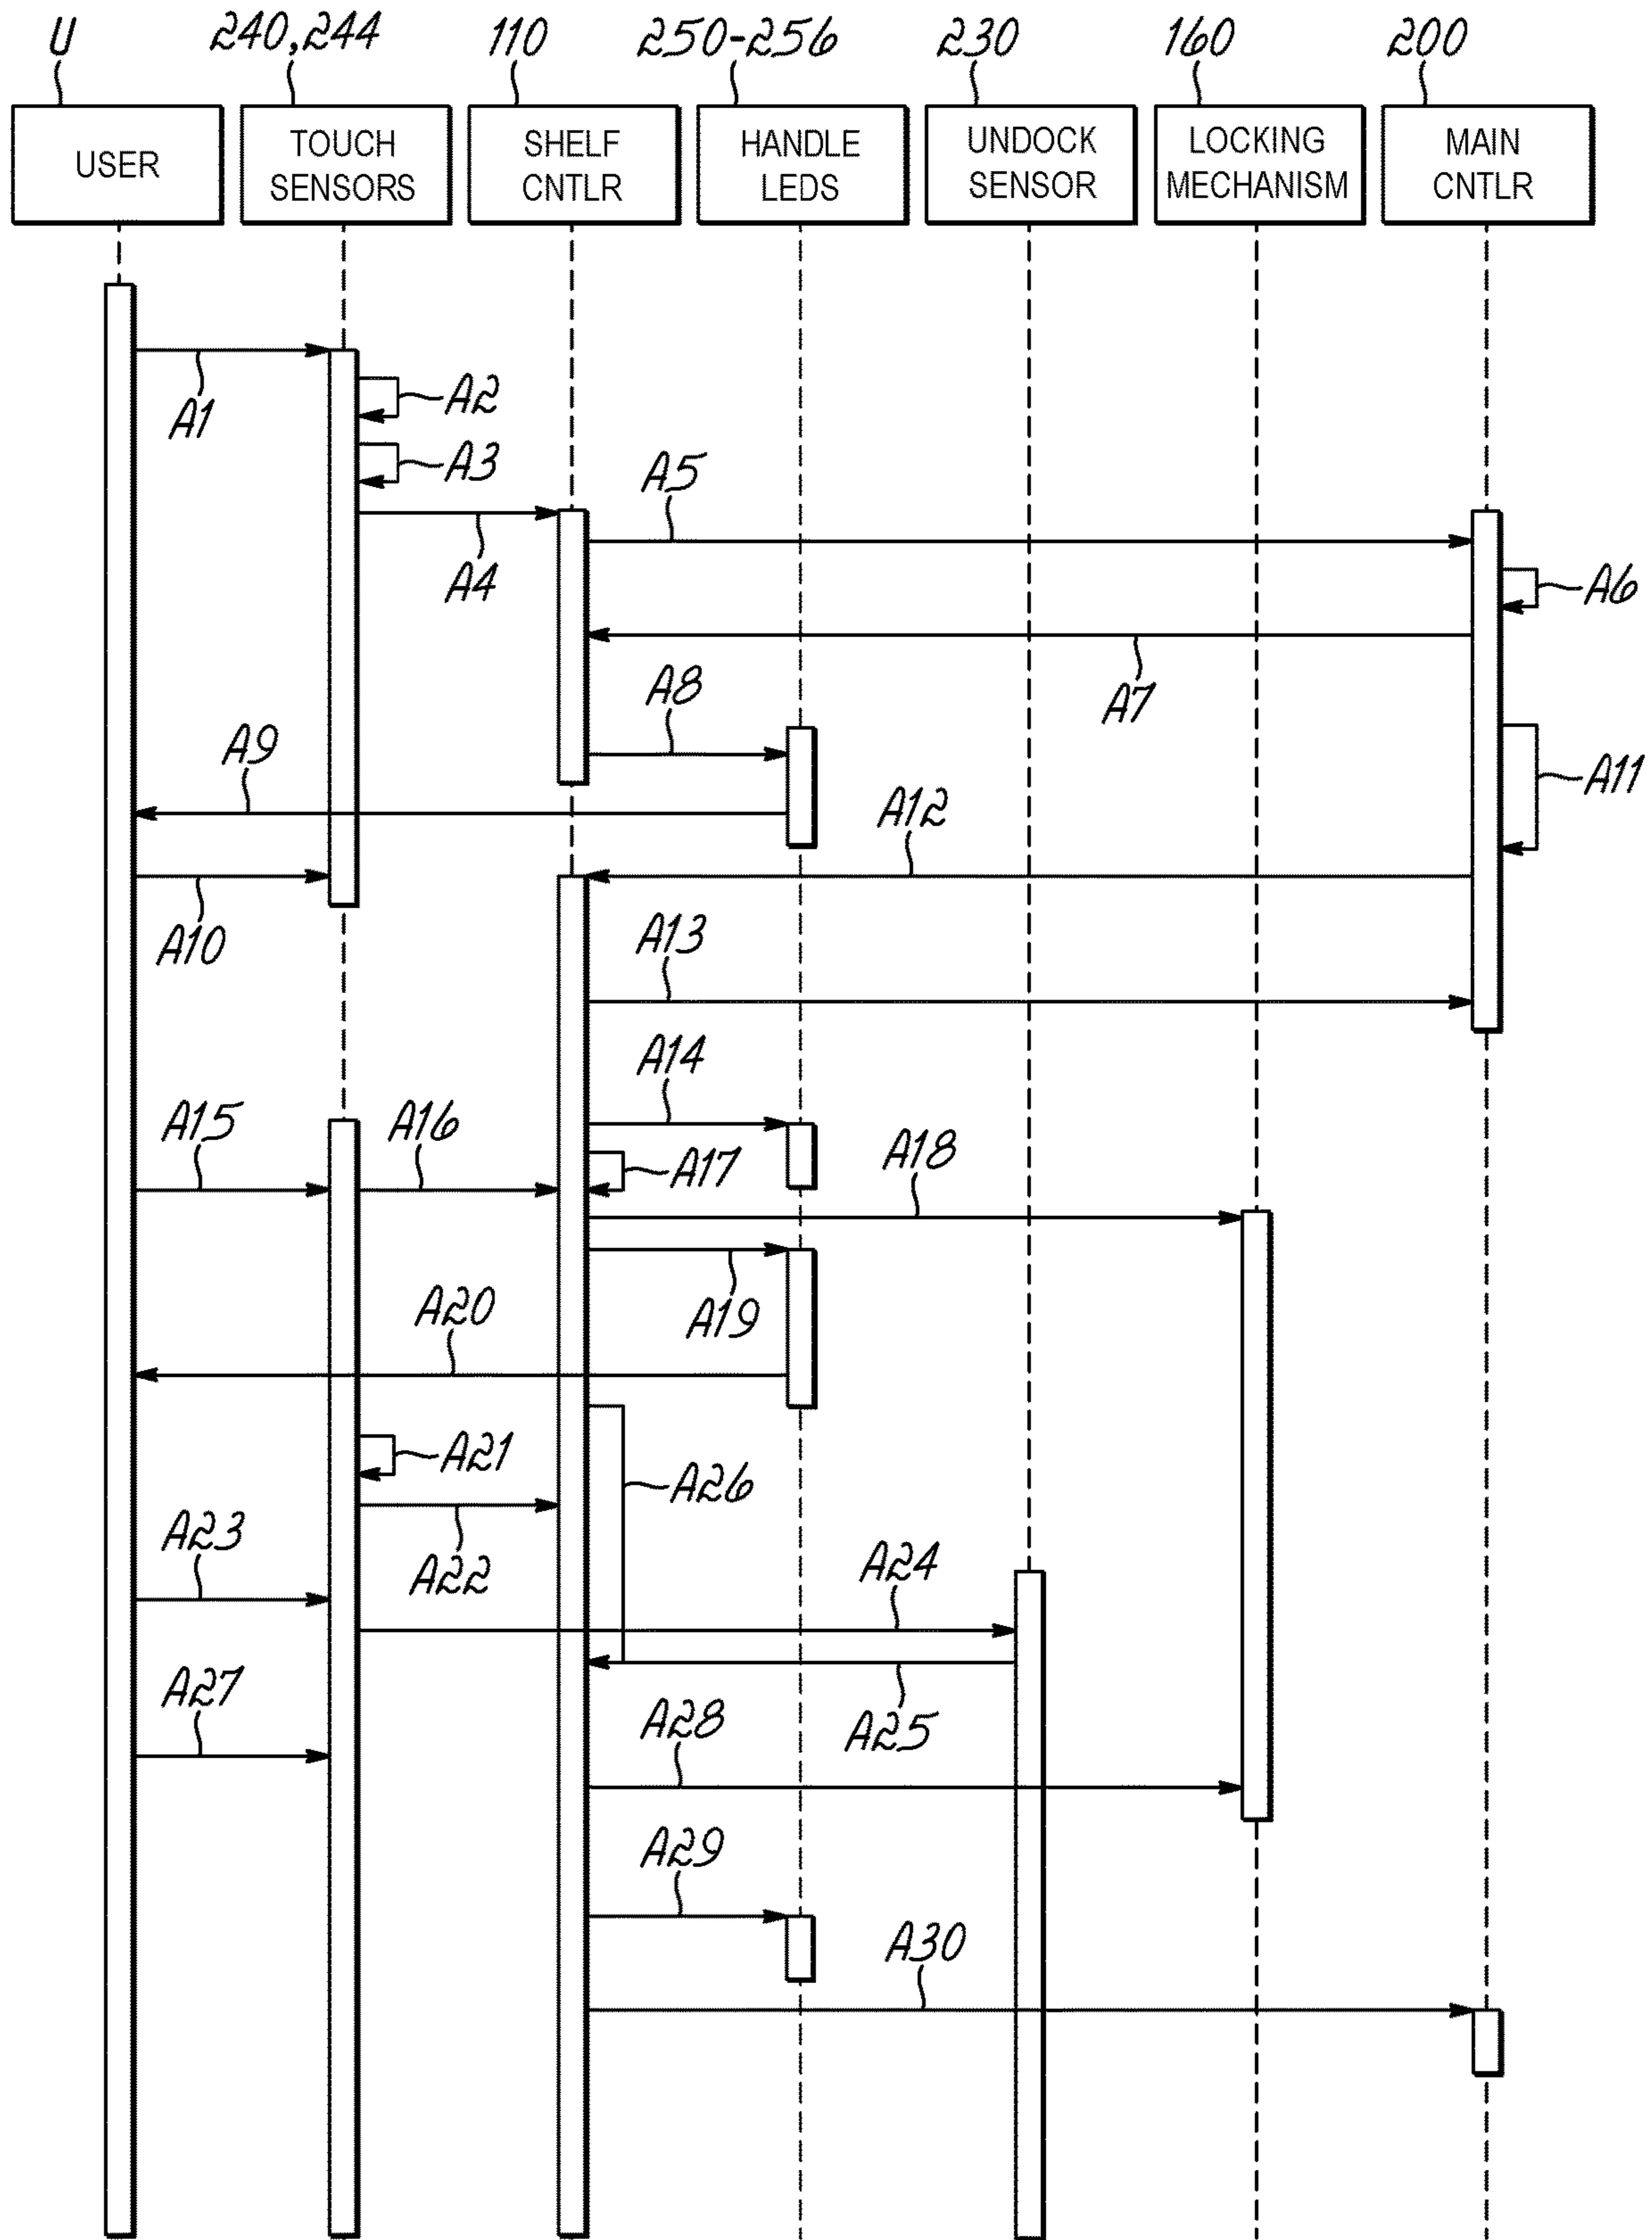 U
240,244
110
250-256
230
160
200
USER
TOUCH
SENSORS
SHELF
CNTLR
HANDLE
LEDS
UNDOCK
SENSOR
LOCKING
MECHANISM
MAIN
CNTLR
A1
A2
A3
A4
A5
A6
A7
A8
A9
A10
A11
A12
A13
A14
A15
A16
A17
A18
A19
A20
A21
A22
A23
A24
A25
A26
A27
A28
A29
A30